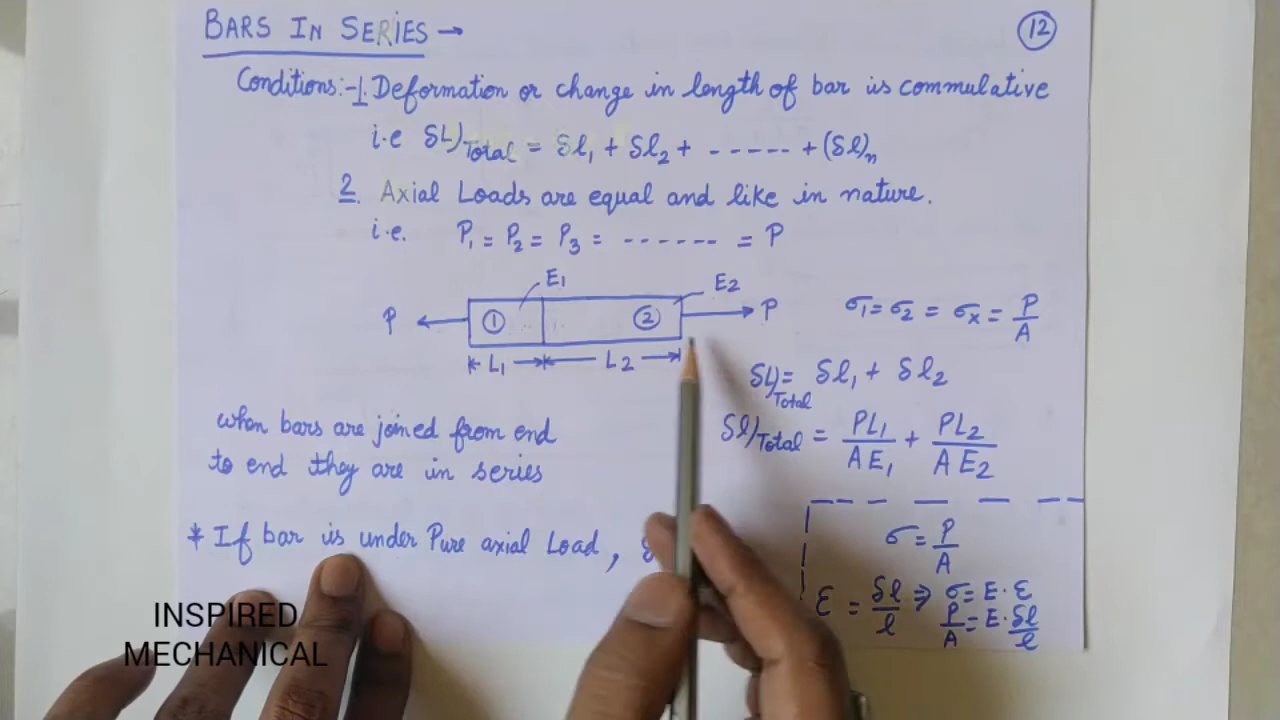 BARS IN SERIES →
12
Conditions:- 1. Deformation or change in length of bar is commulative
i.e δL)Total = δl₁ + δl₂ + ----- + (δl)n
2. Axial Loads are equal and like in nature.
i.e. P₁ = P₂ = P₃ = ------ = P
E₁ E₂
P ① ② P
L₁ L₂
σ₁ = σ₂ = σx = P/A
δL)Total = δl₁ + δl₂
δl)Total = PL₁/AE₁ + PL₂/AE₂
when bars are joined from end
to end they are in series
* If bar is under Pure axial Load,
σ = P/A
ε = δl/l ⇒ σ = E·ε
P/A = E·δl/l
INSPIRED
MECHANICAL